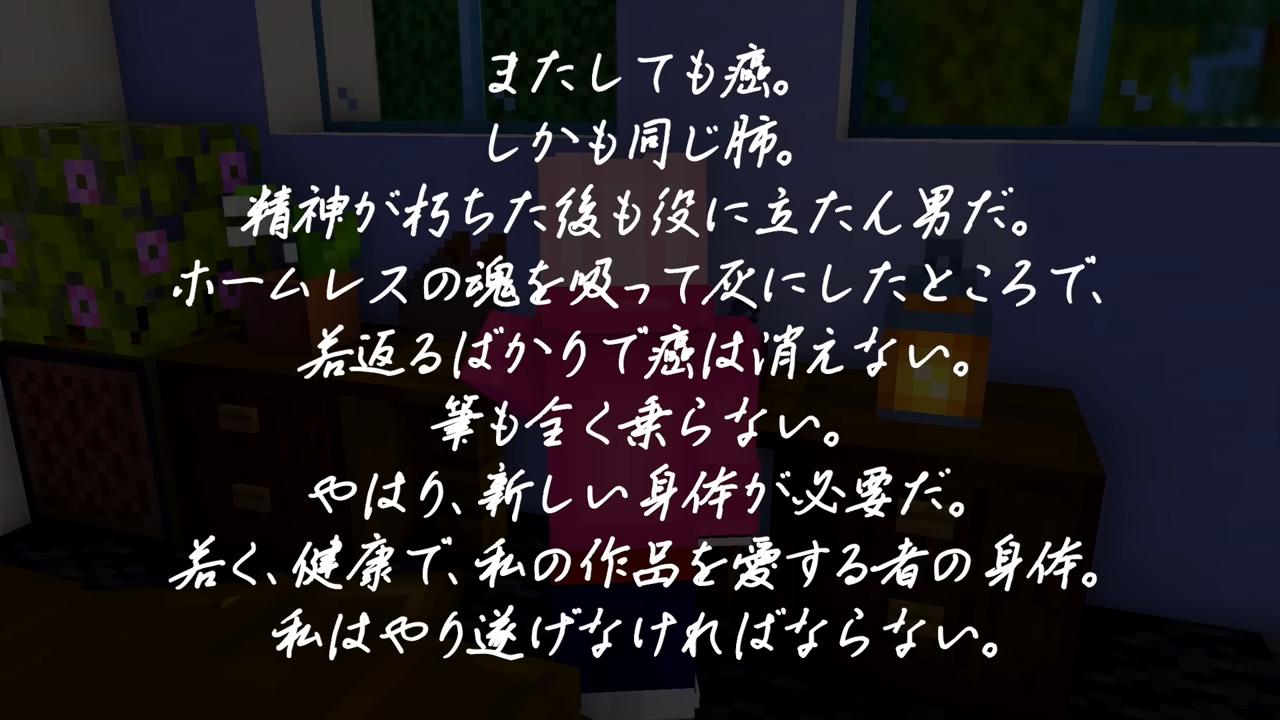 またしても癌。
しかも同じ肺。
精神が朽ちた後も役に立たん男だ。
ホームレスの魂を吸って灰にしたところで、
若返るばかりで癌は消えない。
筆も全く乗らない。
やはり、新しい身体が必要だ。
若く、健康で、私の作品を愛する者の身体。
私はやり遂げなければならない。